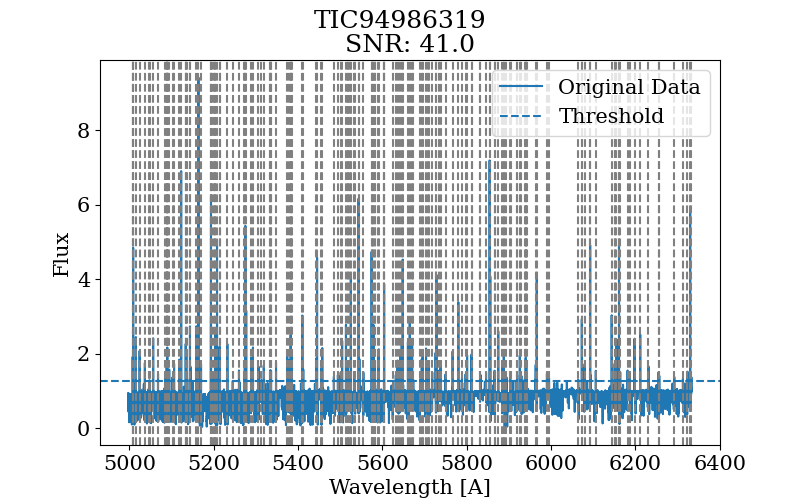 TIC94986319
SNR: 41.0
Original Data
Threshold
Flux
8
6
4
2
0
5000 5200 5400 5600 5800 6000 6200 6400
Wavelength [A]